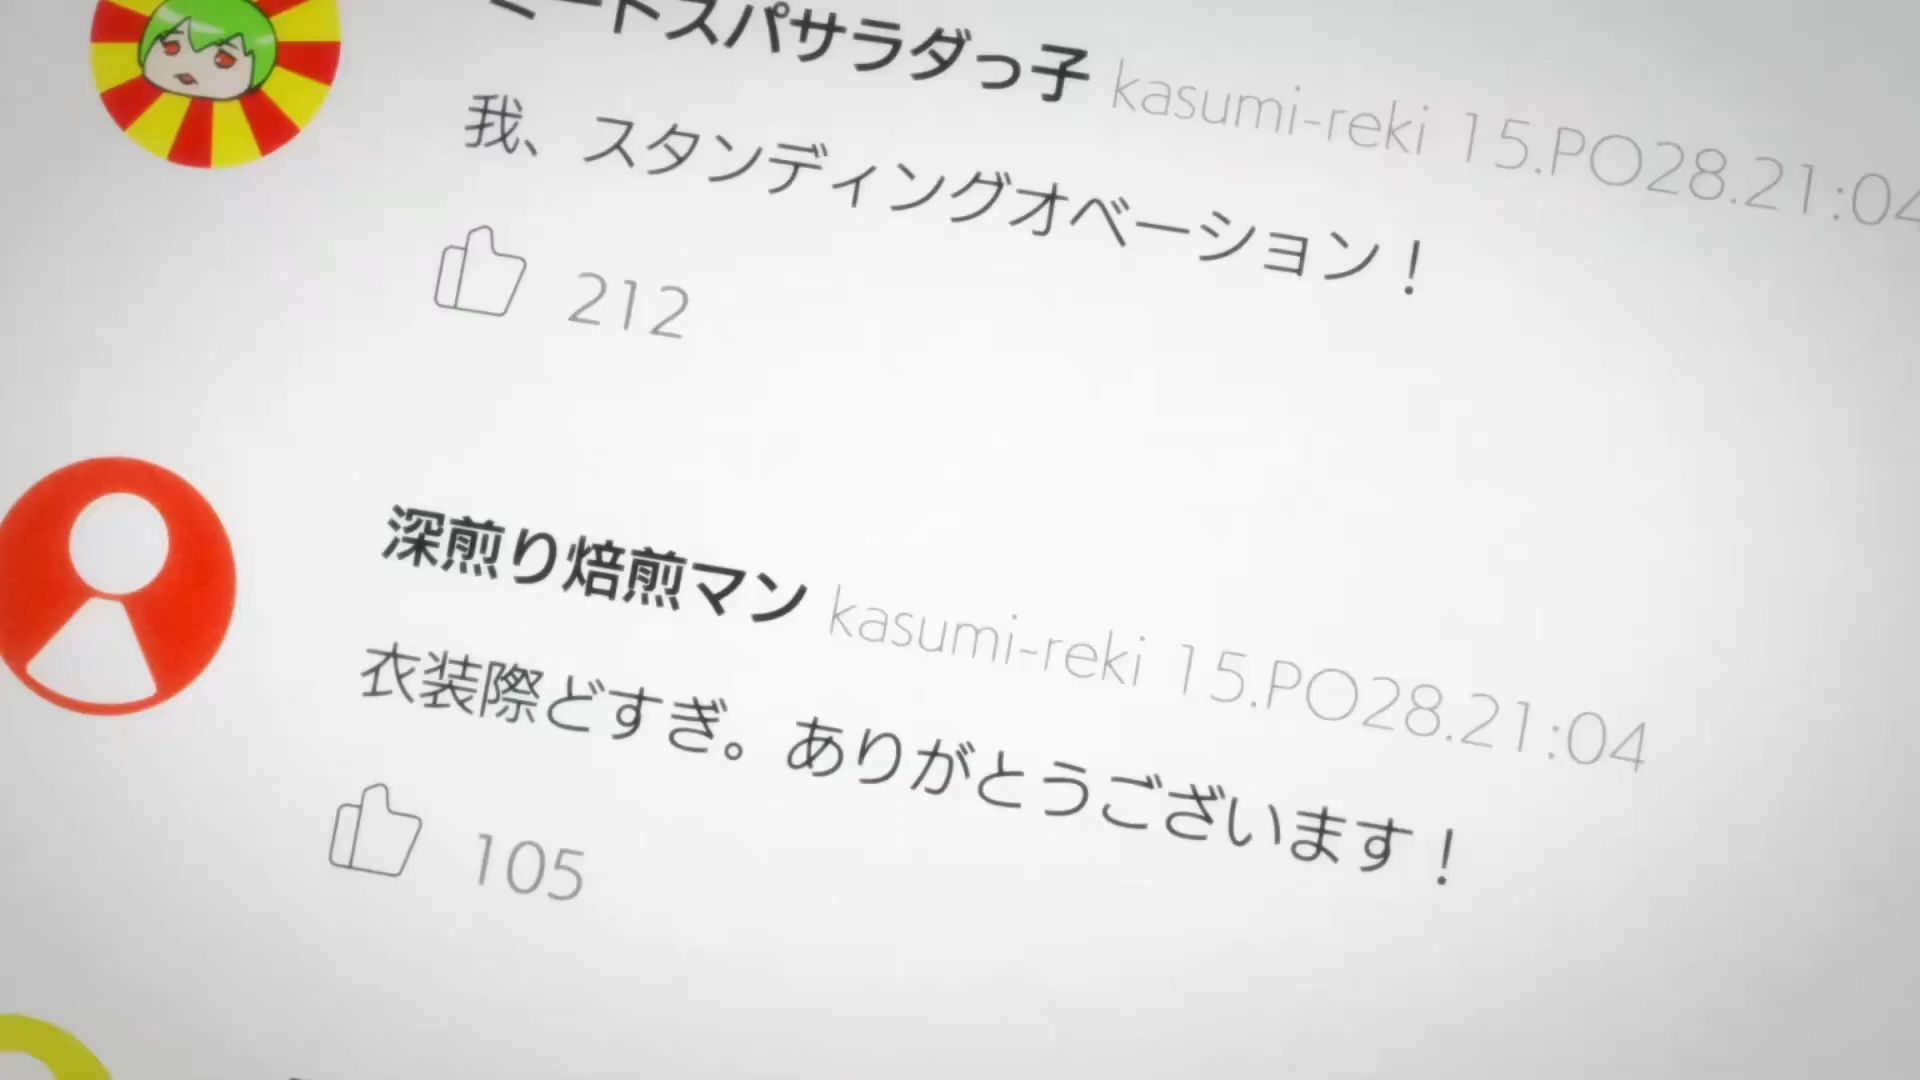 ミートスパサラダっ子 kasumi-reki 15.PO28.21:04
我、スタンディングオベーション！
212
深煎り焙煎マン kasumi-reki 15.PO28.21:04
衣装際どすぎ。ありがとうございます！
105